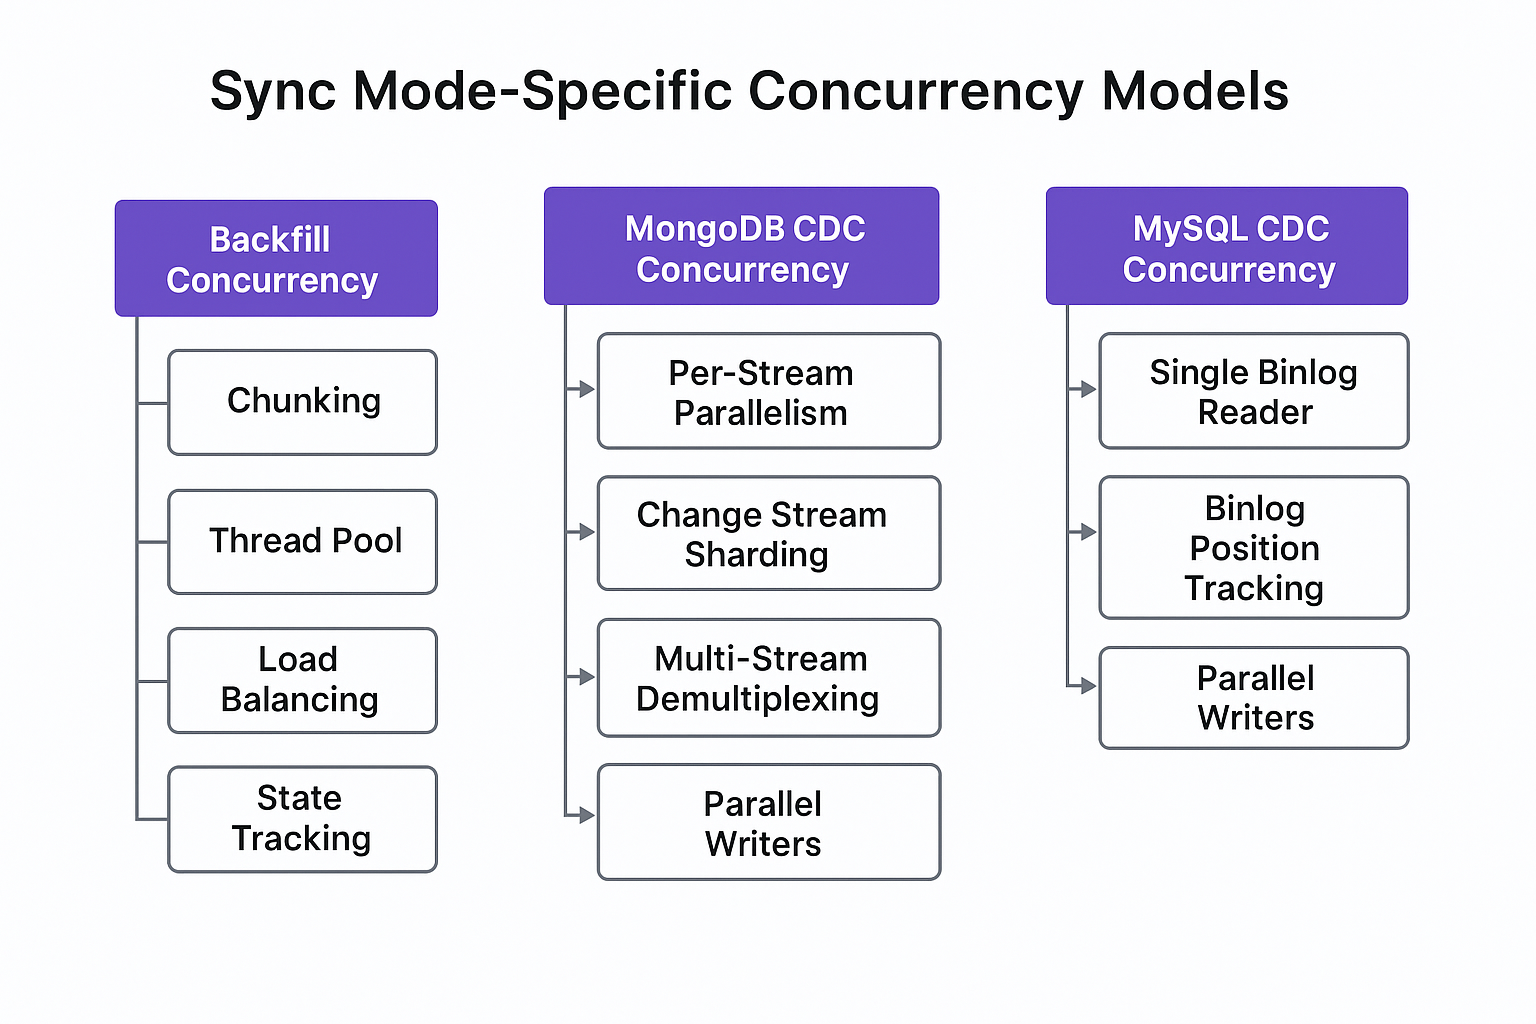 Sync Mode-Specific Concurrency Models
Backfill
Concurrency
Chunking
Thread Pool
Load
Balancing
State
Tracking
MongoDB CDC
Concurrency
Per-Stream
Parallelism
Change Stream
Sharding
Multi-Stream
Demultiplexing
Parallel
Writers
MySQL CDC
Concurrency
Single Binlog
Reader
Binlog
Position
Tracking
Parallel
Writers